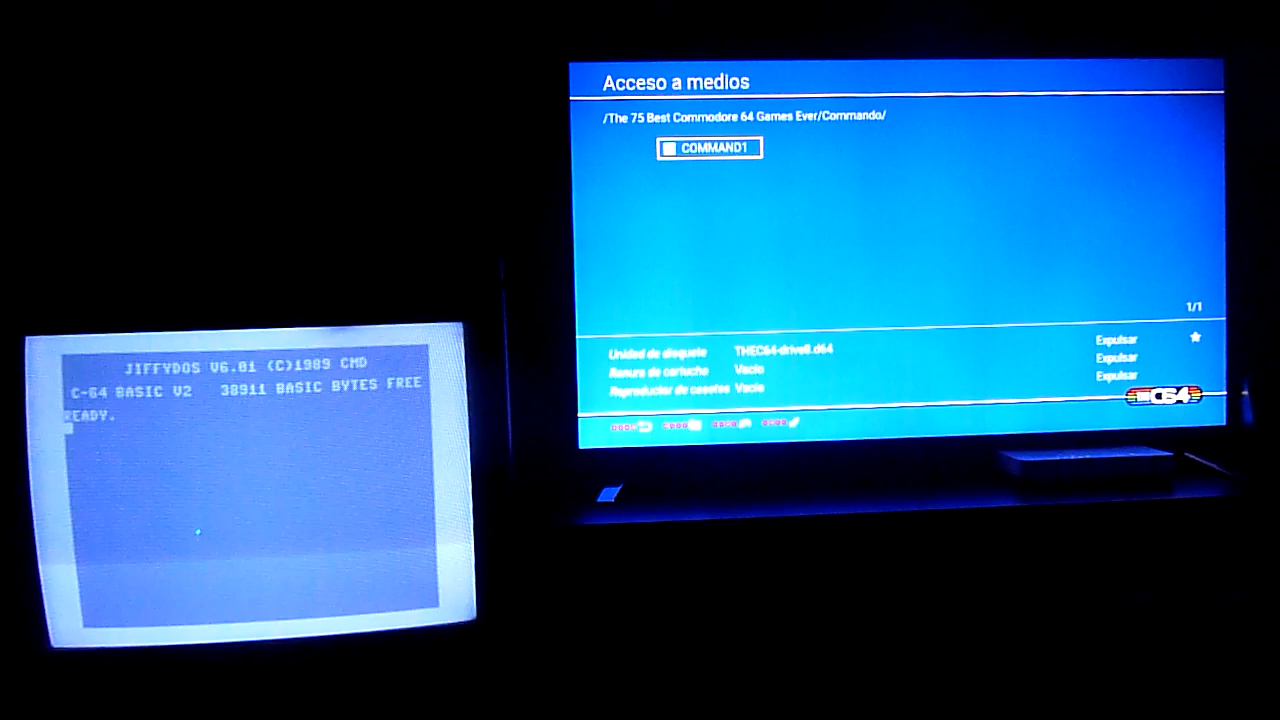 JIFFYDOS V6.01 (C)1989 CMD
C-64 BASIC V2 38911 BASIC BYTES FREE
READY.
Acceso a medios
/The 75 Best Commodore 64 Games Ever/Commando/
COMMAND1
1/1
Unidad de disquete THEC64-drive8.d64 Expulsar
Ranura de cartucho Vacío Expulsar
Reproductor de casetes Vacío Expulsar
THEC64